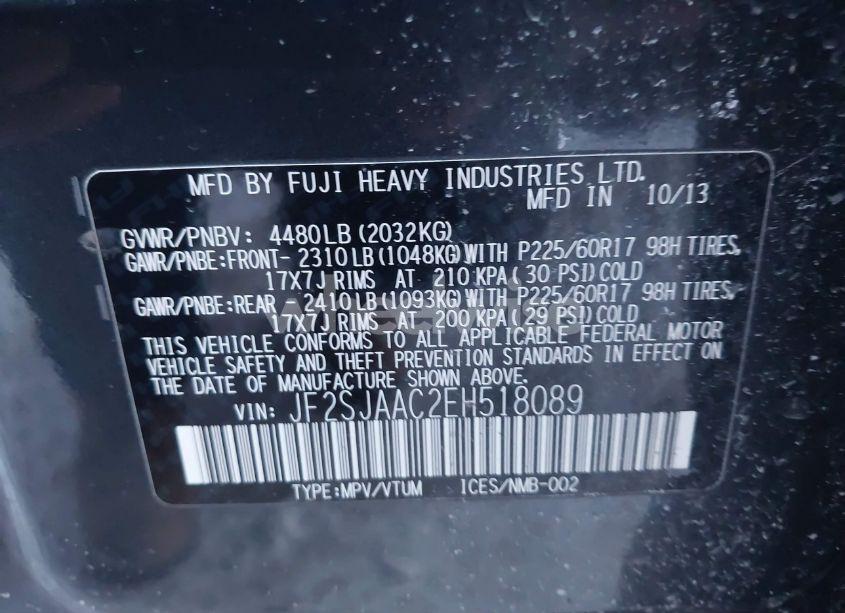 MFD BY FUJI HEAVY INDUSTRIES LTD.
MFD IN 10/13
GVWR/PNBV: 4480LB(2032KG)
GAWR/PNBE:FRONT- 2310LB(1048KG)WITH P225/60R17 98H TIRES,
17X7J RIMS AT 210 KPA(30 PSI)COLD
GAWR/PNBE:REAR - 2410LB(1093KG)WITH P225/60R17 98H TIRES,
17X7J RIMS AT 200 KPA(29 PSI)COLD
THIS VEHICLE CONFORMS TO ALL APPLICABLE FEDERAL MOTOR
VEHICLE SAFETY AND THEFT PREVENTION STANDARDS IN EFFECT ON
THE DATE OF MANUFACTURE SHOWN ABOVE.
VIN: JF2SJAAC2EH518089
TYPE:MPV/VTUM ICES/NMB-002